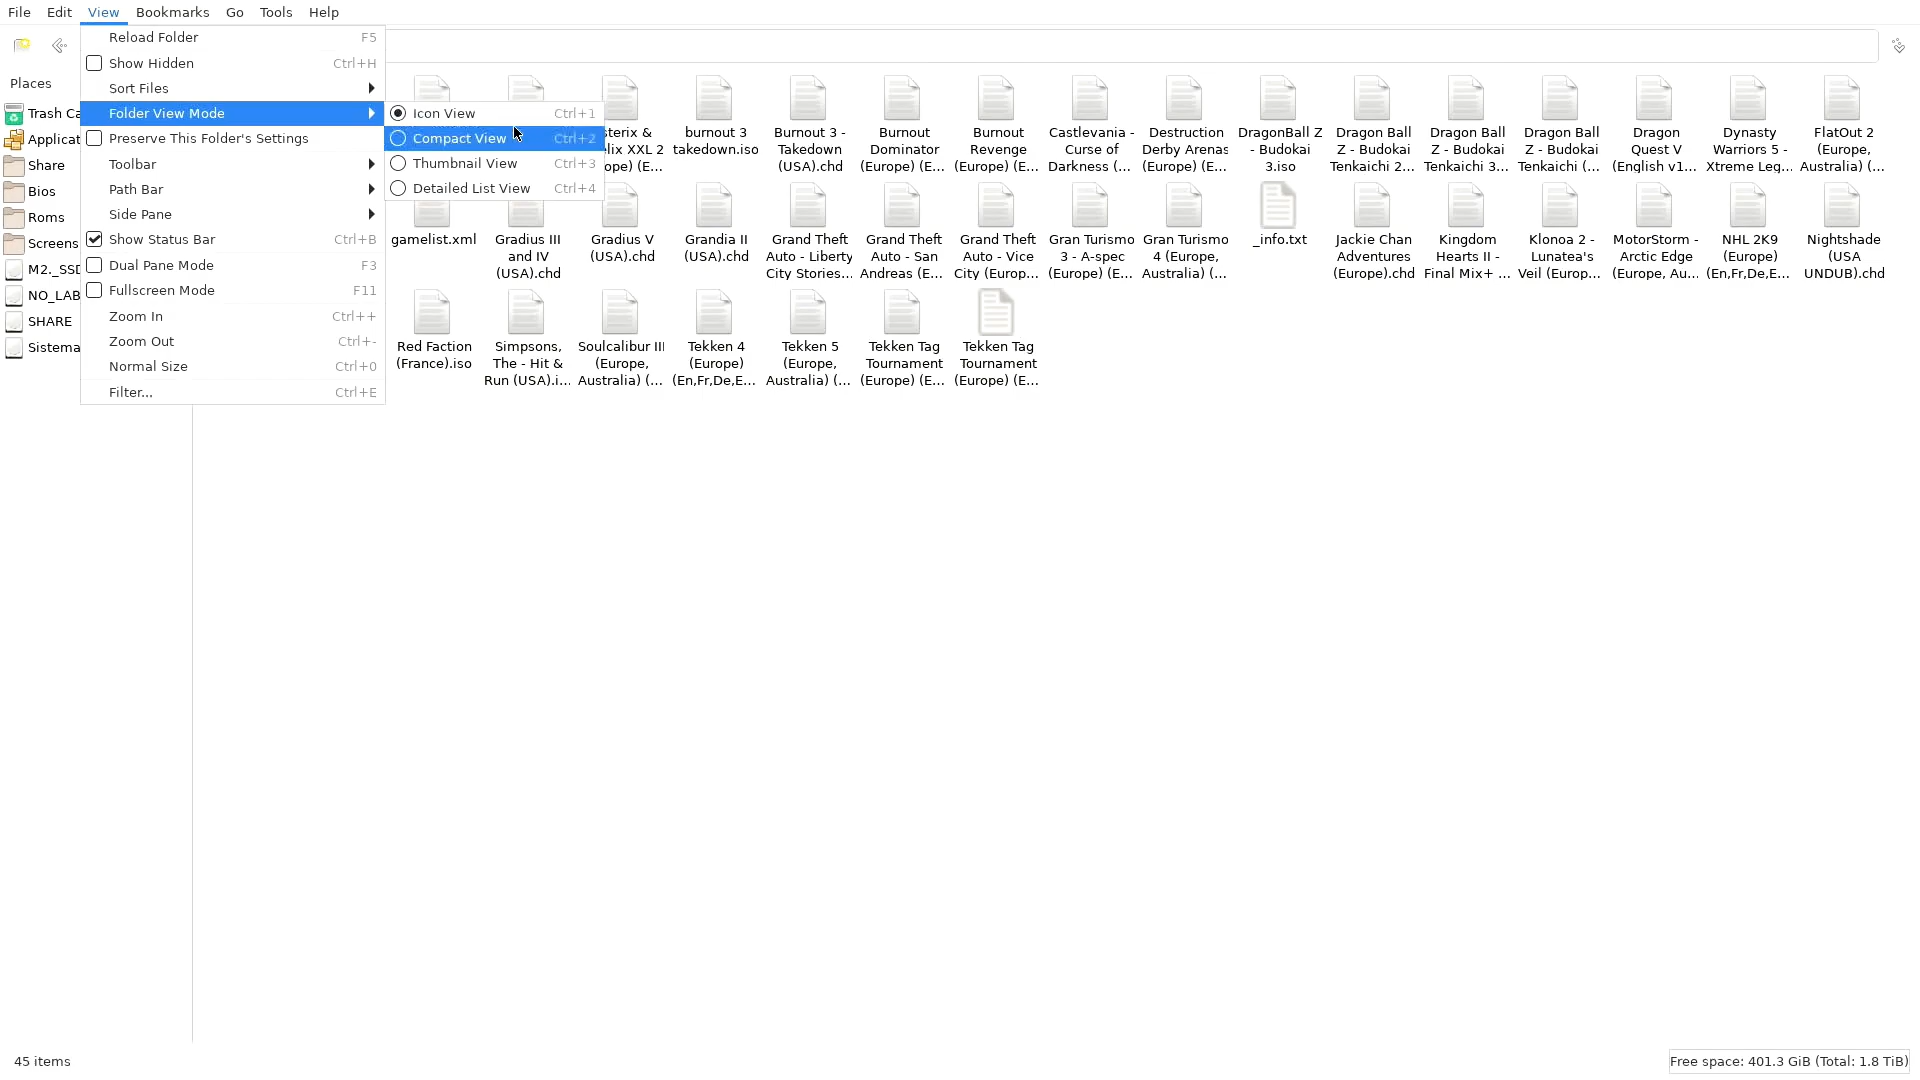 File Edit View Bookmarks Go Tools Help
Reload Folder F5
Show Hidden Ctrl+H
Sort Files
Folder View Mode
Preserve This Folder's Settings
Toolbar
Path Bar
Side Pane
Show Status Bar Ctrl+B
Dual Pane Mode F3
Fullscreen Mode F11
Zoom In Ctrl++
Zoom Out Ctrl+-
Normal Size Ctrl+0
Filter... Ctrl+E
Icon View Ctrl+1
Compact View Ctrl+2
Thumbnail View Ctrl+3
Detailed List View Ctrl+4
Places
Trash Ca
Applicat
Share
Bios
Roms
Screens
M2._SSD
NO_LAB
SHARE
Sistema
sterix &
elix XXL 2
ope) (E...
burnout 3
takedown.iso
Burnout 3 -
Takedown
(USA).chd
Burnout
Dominator
(Europe) (E...
Burnout
Revenge
(Europe) (E...
Castlevania -
Curse of
Darkness (...
Destruction
Derby Arenas
(Europe) (E...
DragonBall Z
- Budokai
3.iso
Dragon Ball
Z - Budokai
Tenkaichi 2...
Dragon Ball
Z - Budokai
Tenkaichi 3...
Dragon Ball
Z - Budokai
Tenkaichi (...
Dragon
Quest V
(English v1...
Dynasty
Warriors 5 -
Xtreme Leg...
FlatOut 2
(Europe,
Australia) (...
gamelist.xml
Gradius III
and IV
(USA).chd
Gradius V
(USA).chd
Grandia II
(USA).chd
Grand Theft
Auto - Liberty
City Stories...
Grand Theft
Auto - San
Andreas (E...
Grand Theft
Auto - Vice
City (Europ...
Gran Turismo
3 - A-spec
(Europe) (E...
Gran Turismo
4 (Europe,
Australia) (...
_info.txt
Jackie Chan
Adventures
(Europe).chd
Kingdom
Hearts II -
Final Mix+ ...
Klonoa 2 -
Lunatea's
Veil (Europ...
MotorStorm -
Arctic Edge
(Europe, Au...
NHL 2K9
(Europe)
(En,Fr,De,E...
Nightshade
(USA
UNDUB).chd
Red Faction
(France).iso
Simpsons,
The - Hit &
Run (USA).i...
Soulcalibur III
(Europe,
Australia) (...
Tekken 4
(Europe)
(En,Fr,De,E...
Tekken 5
(Europe,
Australia) (...
Tekken Tag
Tournament
(Europe) (E...
Tekken Tag
Tournament
(Europe) (E...
45 items
Free space: 401.3 GiB (Total: 1.8 TiB)